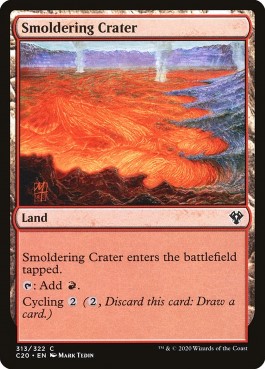 Smoldering Crater
Land
Smoldering Crater enters the battlefield
tapped.
: Add .
Cycling 2 (2, Discard this card: Draw a
card.)
313/322 C
C20 • EN MARK TEDIN
™ & © 2020 Wizards of the Coast